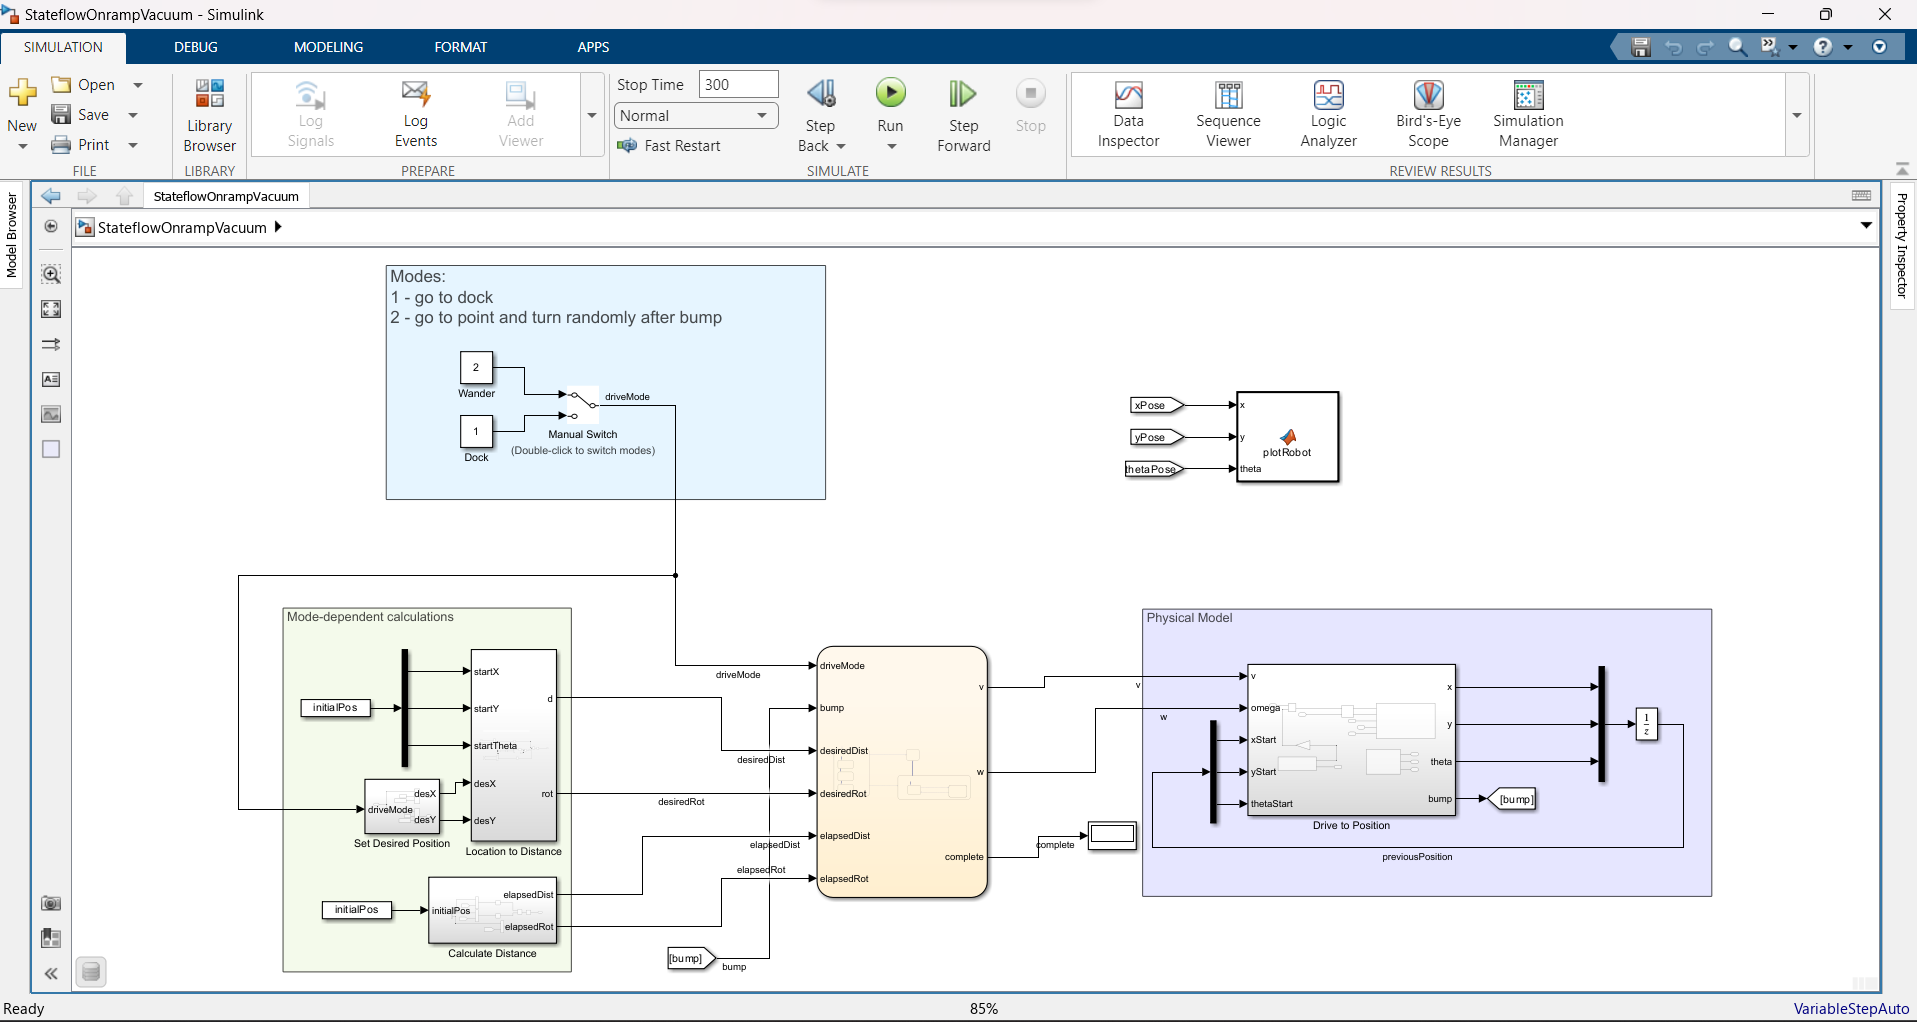 StateflowOnrampVacuum - Simulink
SIMULATION
DEBUG
MODELING
FORMAT
APPS
New
Open
Save
Print
FILE
Library
Browser
LIBRARY
Log
Signals
Log
Events
Add
Viewer
PREPARE
Stop Time
300
Normal
Fast Restart
Step
Back
Run
Step
Forward
Stop
SIMULATE
Data
Inspector
Sequence
Viewer
Logic
Analyzer
Bird's-Eye
Scope
Simulation
Manager
REVIEW RESULTS
Model Browser
StateflowOnrampVacuum
StateflowOnrampVacuum
Property Inspector
Modes:
1 - go to dock
2 - go to point and turn randomly after bump
2
Wander
1
Dock
driveMode
Manual Switch
(Double-click to switch modes)
xPose
yPose
thetaPose
x
y
theta
plotRobot
Mode-dependent calculations
initialPos
startX
startY
startTheta
desX
desY
d
rot
Location to Distance
driveMode
desX
desY
Set Desired Position
initialPos
initialPos
elapsedDist
elapsedRot
Calculate Distance
driveMode
desiredDist
desiredRot
elapsedDist
elapsedRot
[bump]
bump
driveMode
bump
desiredDist
desiredRot
elapsedDist
elapsedRot
v
w
complete
complete
Physical Model
v
w
v
omega
xStart
yStart
thetaStart
x
y
theta
bump
Drive to Position
[bump]
1
z
previousPosition
Ready
85%
VariableStepAuto